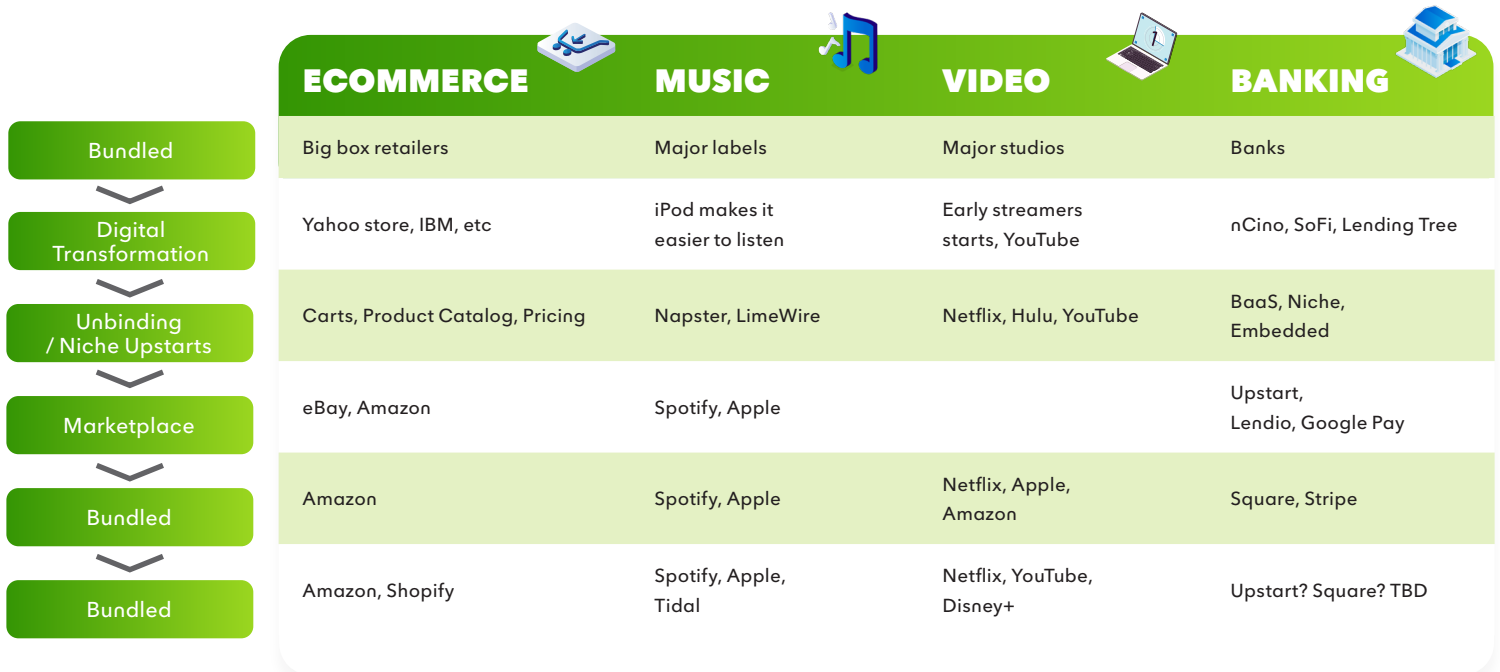 ECOMMERCE MUSIC VIDEO BANKING
Bundled Big box retailers Major labels Major studios Banks
Digital
Transformation
Yahoo store, IBM, etc
iPod makes it
easier to listen
Early streamers
starts, YouTube
nCino, SoFi, Lending Tree
Unbinding
/ Niche Upstarts
Carts, Product Catalog, Pricing
Napster, LimeWire
Netflix, Hulu, YouTube
BaaS, Niche,
Embedded
Marketplace
eBay, Amazon
Spotify, Apple
Upstart,
Lendio, Google Pay
Bundled
Amazon
Spotify, Apple
Netflix, Apple,
Amazon
Square, Stripe
Bundled
Amazon, Shopify
Spotify, Apple,
Tidal
Netflix, YouTube,
Disney+
Upstart? Square? TBD